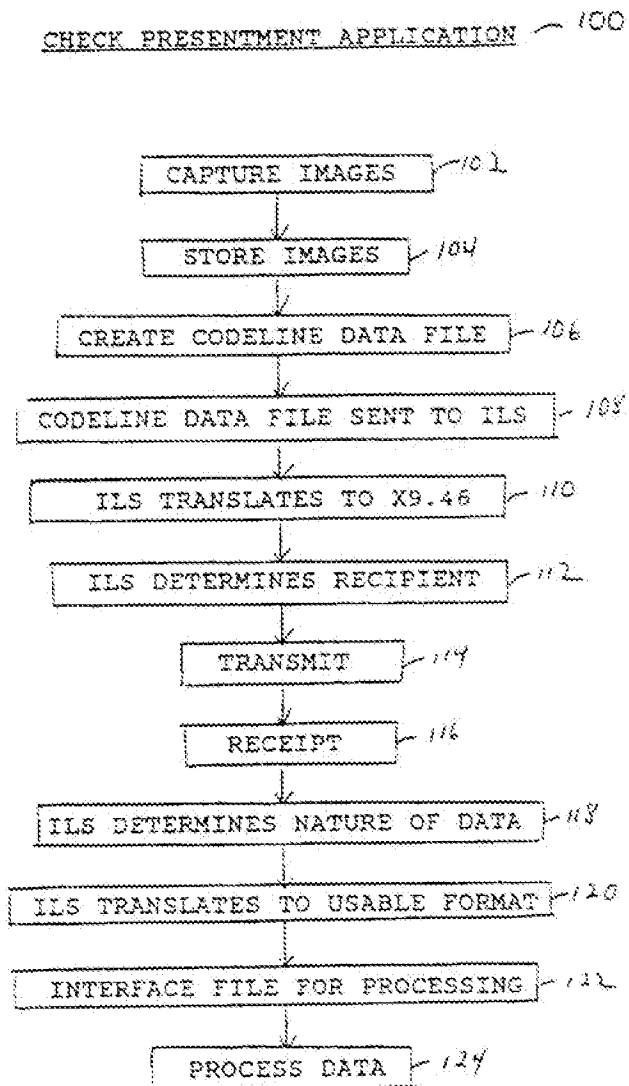 CHECK PRESENTMENT APPLICATION 100
CAPTURE IMAGES 102
STORE IMAGES 104
CREATE CODELINE DATA FILE 106
CODELINE DATA FILE SENT TO ILS 108
ILS TRANSLATES TO X9.46 110
ILS DETERMINES RECIPIENT 112
TRANSMIT 114
RECEIPT 116
ILS DETERMINES NATURE OF DATA 118
ILS TRANSLATES TO USABLE FORMAT 120
INTERFACE FILE FOR PROCESSING 122
PROCESS DATA 124